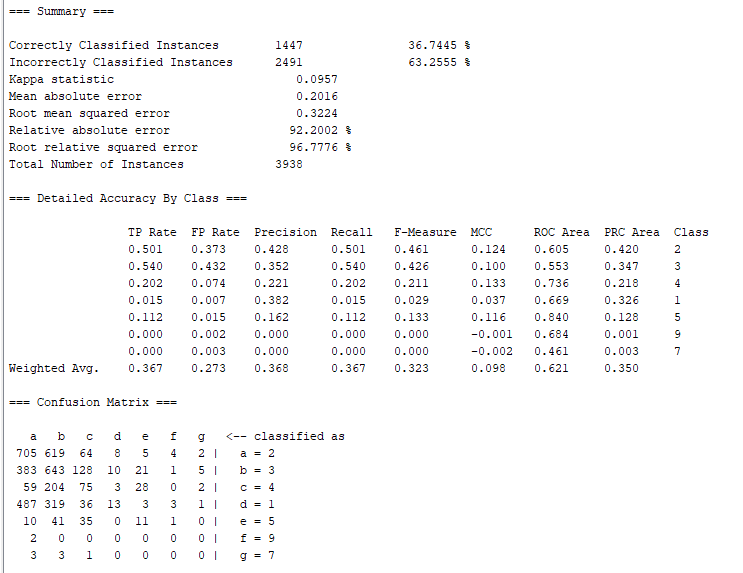 === Summary ===
Correctly Classified Instances 1447 36.7445 %
Incorrectly Classified Instances 2491 63.2555 %
Kappa statistic 0.0957
Mean absolute error 0.2016
Root mean squared error 0.3224
Relative absolute error 92.2002 %
Root relative squared error 96.7776 %
Total Number of Instances 3938
=== Detailed Accuracy By Class ===
TP Rate FP Rate Precision Recall F-Measure MCC ROC Area PRC Area Class
0.501 0.373 0.428 0.501 0.461 0.124 0.605 0.420 2
0.540 0.432 0.352 0.540 0.426 0.100 0.553 0.347 3
0.202 0.074 0.221 0.202 0.211 0.133 0.736 0.218 4
0.015 0.007 0.382 0.015 0.029 0.037 0.669 0.326 1
0.112 0.015 0.162 0.112 0.133 0.116 0.840 0.128 5
0.000 0.002 0.000 0.000 0.000 -0.001 0.684 0.001 9
0.000 0.003 0.000 0.000 0.000 -0.002 0.461 0.003 7
Weighted Avg. 0.367 0.273 0.368 0.367 0.323 0.098 0.621 0.350
=== Confusion Matrix ===
a b c d e f g <-- classified as
705 619 64 8 5 4 2 | a = 2
383 643 128 10 21 1 5 | b = 3
59 204 75 3 28 0 2 | c = 4
487 319 36 13 3 3 1 | d = 1
10 41 35 0 11 1 0 | e = 5
2 0 0 0 0 0 0 | f = 9
3 3 1 0 0 0 0 | g = 7